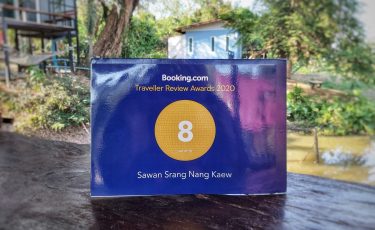 Booking.com
Traveller Review Awards 2020
8
Sawan Srang Nang Kaew